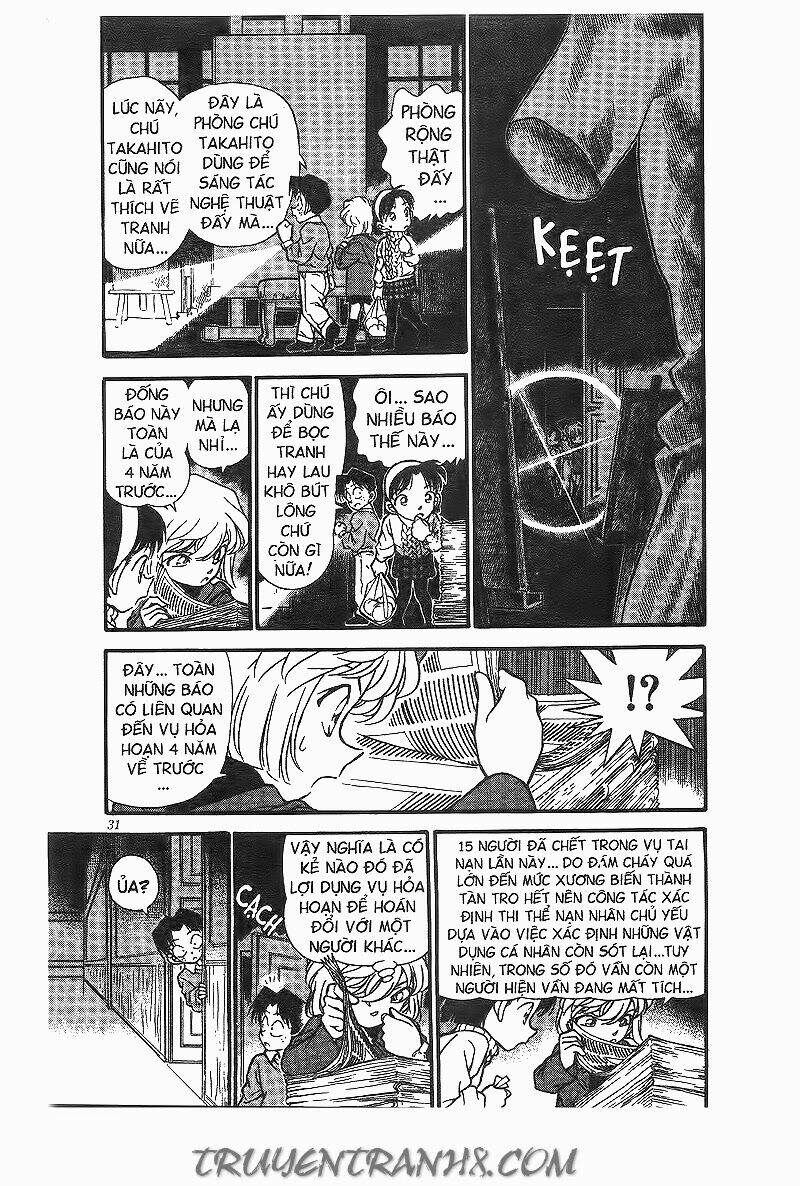 KẸẸT
PHÒNG
RỘNG
THẬT
ĐẤY
...
ĐÂY LÀ
PHÒNG CHÚ
TAKAHITO
DÙNG ĐỂ
SÁNG TÁC
NGHỆ THUẬT
ĐẤY MÀ...
LÚC NÃY,
CHÚ
TAKAHITO
CŨNG NÓI
LÀ RẤT
THÍCH VẼ
TRANH
NỮA...
ÔI... SAO
NHIỀU BÁO
THẾ NÀY...
THÌ CHÚ
ẤY DÙNG
ĐỂ BỌC
TRANH
HAY LAU
KHÔ BÚT
LÔNG
CHỨ
CÒN GÌ
NỮA!
NHƯNG
MÀ LẠ
NHỈ...
ĐỐNG
BÁO NÀY
TOÀN
LÀ CỦA
4 NĂM
TRƯỚC...
!?
ĐÂY... TOÀN
NHỮNG BÁO
CÓ LIÊN QUAN
ĐẾN VỤ HỎA
HOẠN 4 NĂM
VỀ TRƯỚC
...
31
15 NGƯỜI ĐÃ CHẾT TRONG VỤ TAI
NẠN LẦN NÀY... DO ĐÁM CHÁY QUÁ
LỚN ĐẾN MỨC XƯƠNG BIẾN THÀNH
TÀN TRO HẾT NÊN CÔNG TÁC XÁC
ĐỊNH THI THỂ NẠN NHÂN CHỦ YẾU
DỰA VÀO VIỆC XÁC ĐỊNH NHỮNG VẬT
DỤNG CÁ NHÂN CÒN SÓT LẠI...TUY
NHIÊN, TRONG SỐ ĐÓ VẪN CÒN MỘT
NGƯỜI HIỆN VẪN ĐANG MẤT TÍCH...
VẬY NGHĨA LÀ CÓ
KẺ NÀO ĐÓ ĐÃ
LỢI DỤNG VỤ HỎA
HOẠN ĐỂ HOÁN
ĐỔI VỚI MỘT
NGƯỜI KHÁC...
CẠCH
ỦA?
TRUYENTRANH8.COM